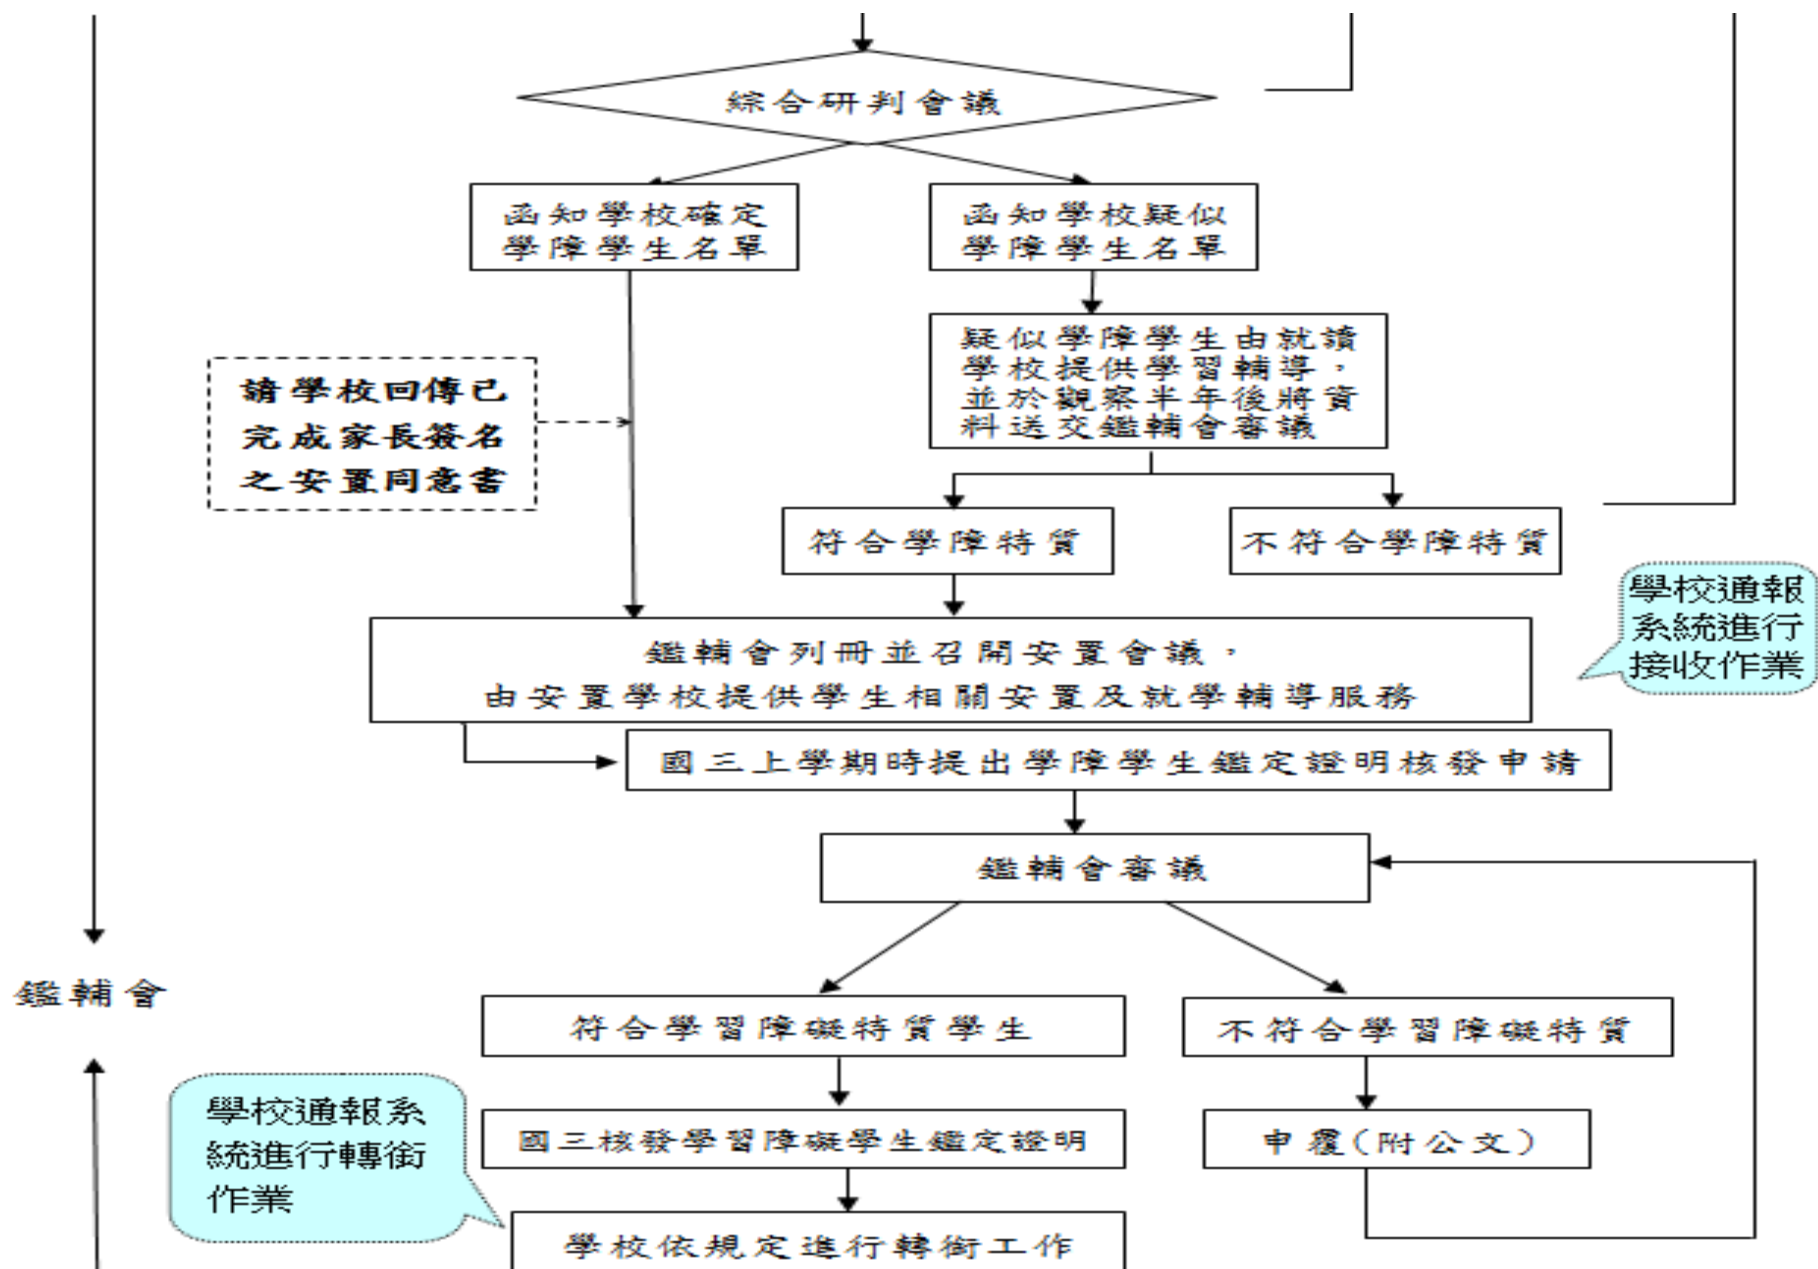 綜合研判會議
函知學校確定
學障學生名單
函知學校疑似
學障學生名單
疑似學障學生由就讀
學校提供學習輔導，
並於觀察半年後將資
料送交鑑輔會審議
請學校回傳已
完成家長簽名
之安置同意書
符合學障特質
不符合學障特質
學校通報
系統進行
接收作業
鑑輔會列冊並召開安置會議，
由安置學校提供學生相關安置及就學輔導服務
國三上學期時提出學障學生鑑定證明核發申請
鑑輔會審議
鑑輔會
符合學習障礙特質學生
不符合學習障礙特質
學校通報系
統進行轉銜
作業
國三核發學習障礙學生鑑定證明
申覆(附公文)
學校依規定進行轉銜工作